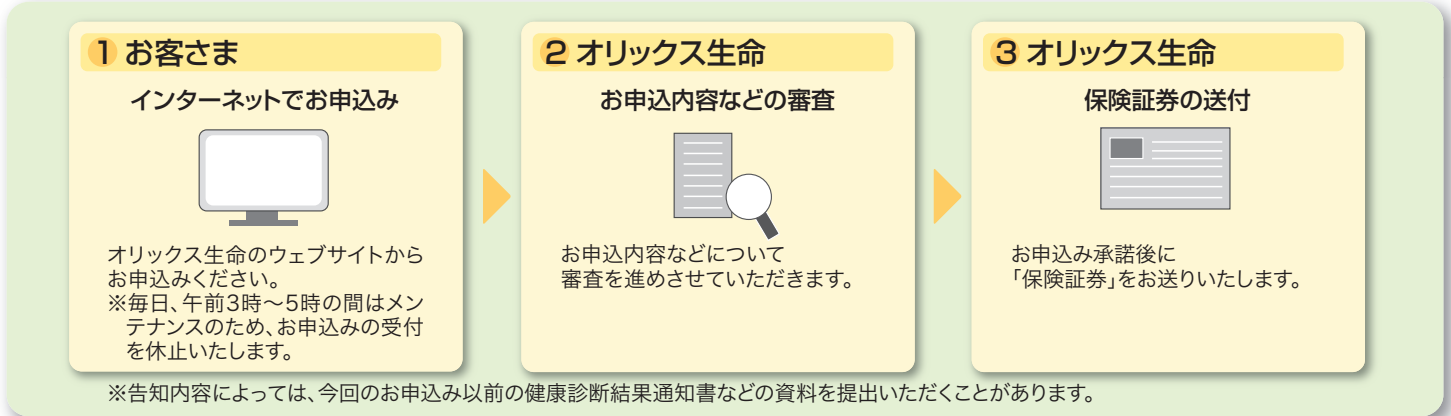 1 お客さま
インターネットでお申込み
オリックス生命のウェブサイトから
お申込みください。
※毎日、午前3時～5時の間はメン
テナンスのため、お申込みの受付
を休止いたします。
2 オリックス生命
お申込内容などの審査
お申込内容などについて
審査を進めさせていただきます。
3 オリックス生命
保険証券の送付
お申込み承諾後に
「保険証券」をお送りいたします。
※告知内容によっては、今回のお申込み以前の健康診断結果通知書などの資料を提出いただくことがあります。